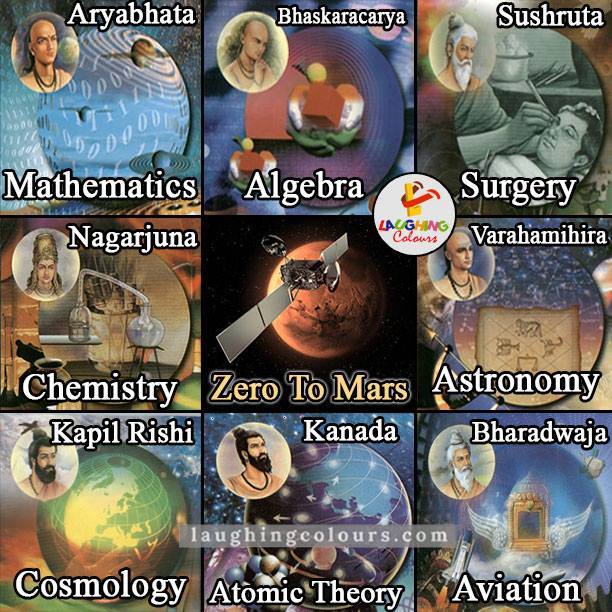 Aryabhata
Mathematics
Bhaskaracarya
Algebra
Sushruta
Surgery
LAUGHING
Colours
Nagarjuna
Chemistry
Zero To Mars
Varahamihira
Astronomy
Kapil Rishi
Cosmology
Kanada
Atomic Theory
Bharadwaja
Aviation
laughingcolours.com